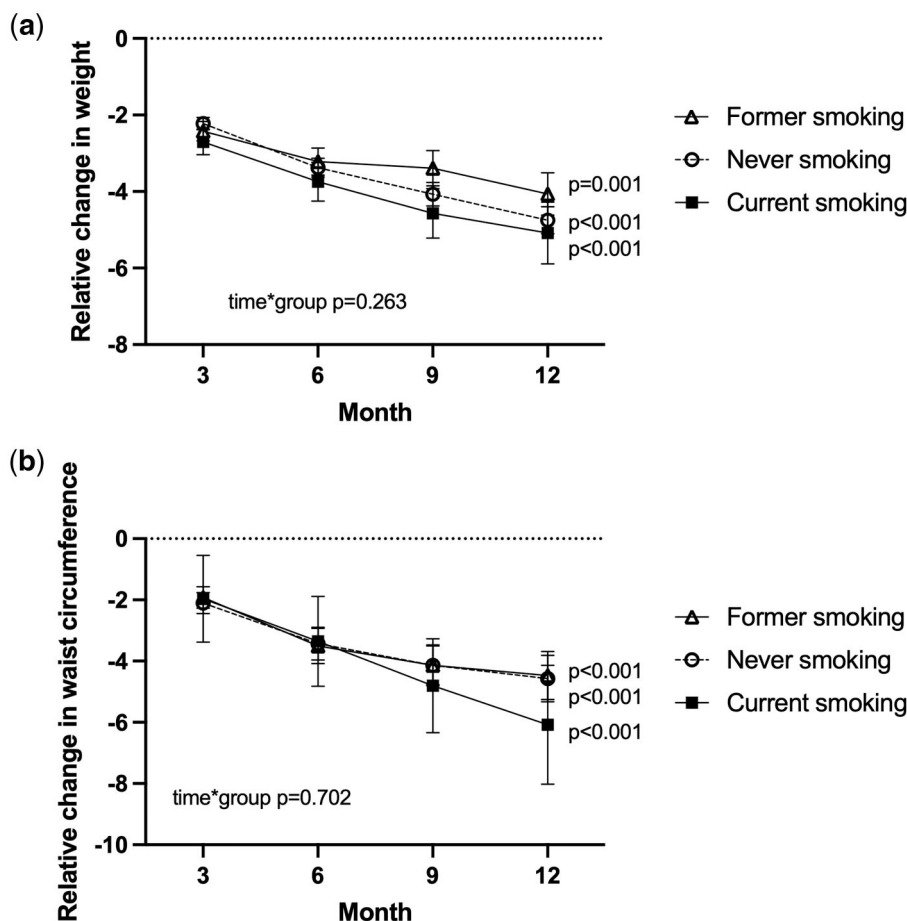 (a)
Relative change in weight
0
-2
-4
-6
-8
p=0.001
p<0.001
p<0.001
time*group p=0.263
3 6 9 12
Month
Former smoking
Never smoking
Current smoking
(b)
Relative change in waist circumference
0
-2
-4
-6
-8
-10
p<0.001
p<0.001
p<0.001
time*group p=0.702
3 6 9 12
Month
Former smoking
Never smoking
Current smoking